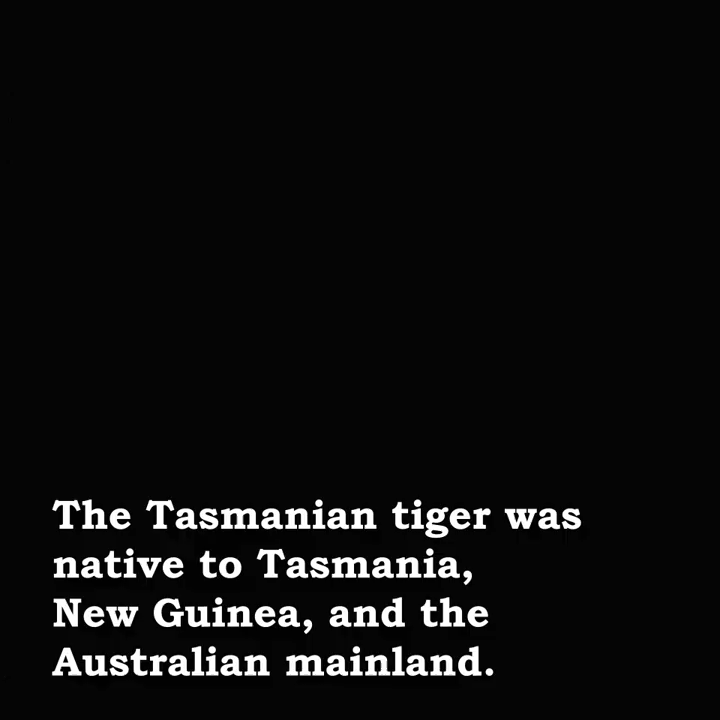 The Tasmanian tiger was
native to Tasmania,
New Guinea, and the
Australian mainland.